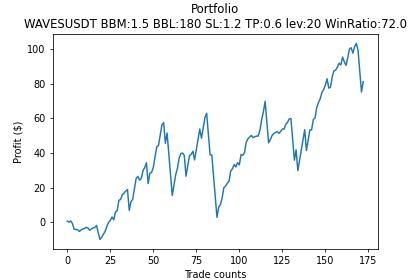 Portfolio
WAVESUSDT BBM:1.5 BBL:180 SL:1.2 TP:0.6 lev:20 WinRatio:72.0
Profit ($)
100
80
60
40
20
0
0 25 50 75 100 125 150 175
Trade counts